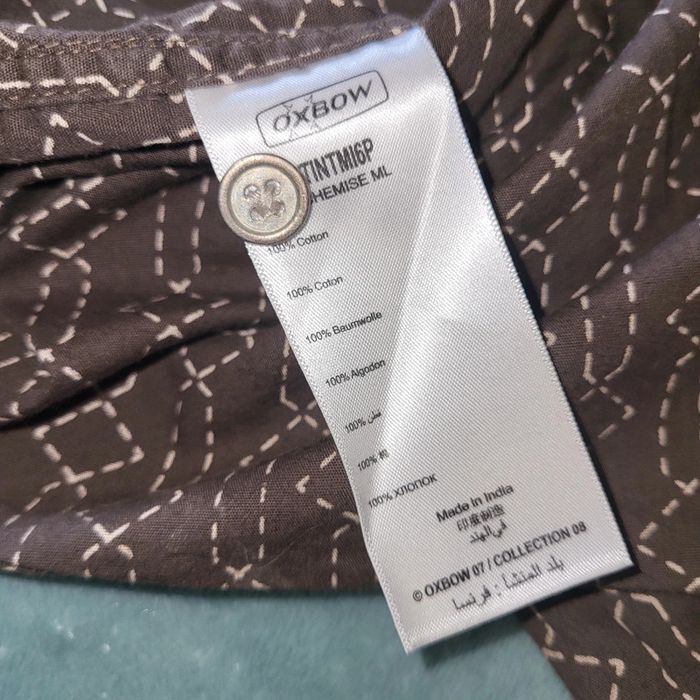 OXBOW
TINTMI6P
HEMISE ML
100% Cotton
100% Coton
100% Baumwolle
100% Algodon
100% قطن
100% 棉
100% ХЛОПОК
Made in India
印度制造
في الهند
© OXBOW 07 / COLLECTION 08
بلد المنشأ : فرنسا